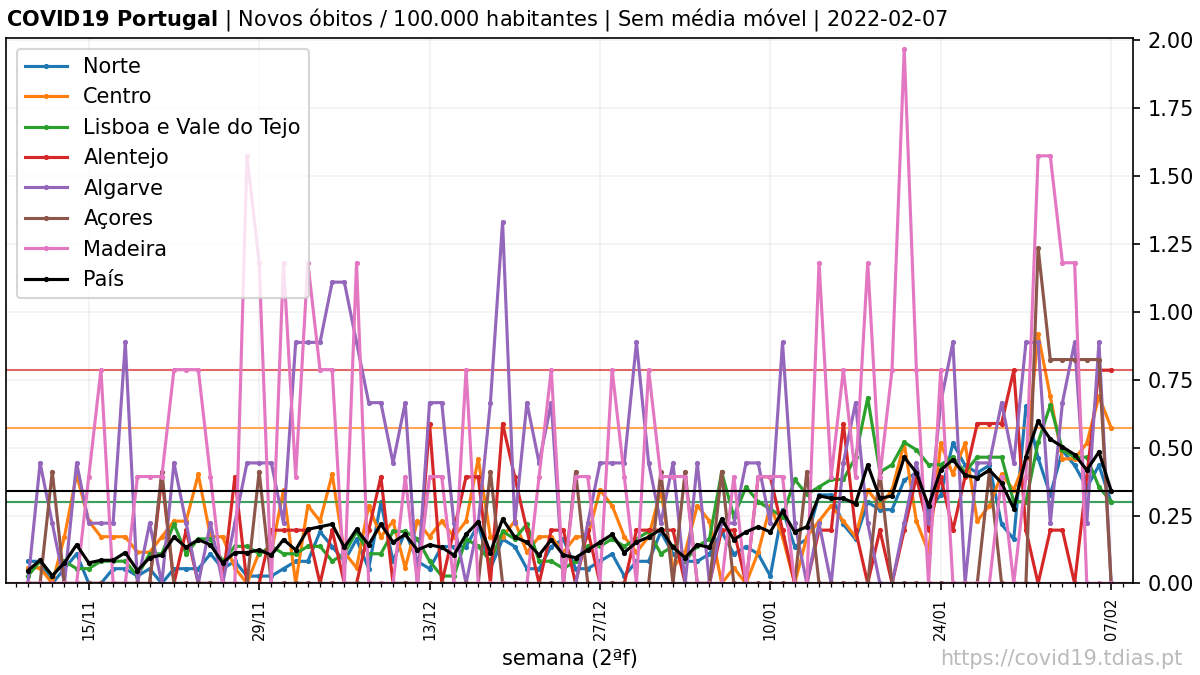 COVID19 Portugal | Novos óbitos / 100.000 habitantes | Sem média móvel | 2022-02-07
Norte
Centro
Lisboa e Vale do Tejo
Alentejo
Algarve
Açores
Madeira
País
2.00
1.75
1.50
1.25
1.00
0.75
0.50
0.25
0.00
15/11
29/11
13/12
27/12
10/01
24/01
07/02
semana (2ªf)
https://covid19.tdias.pt